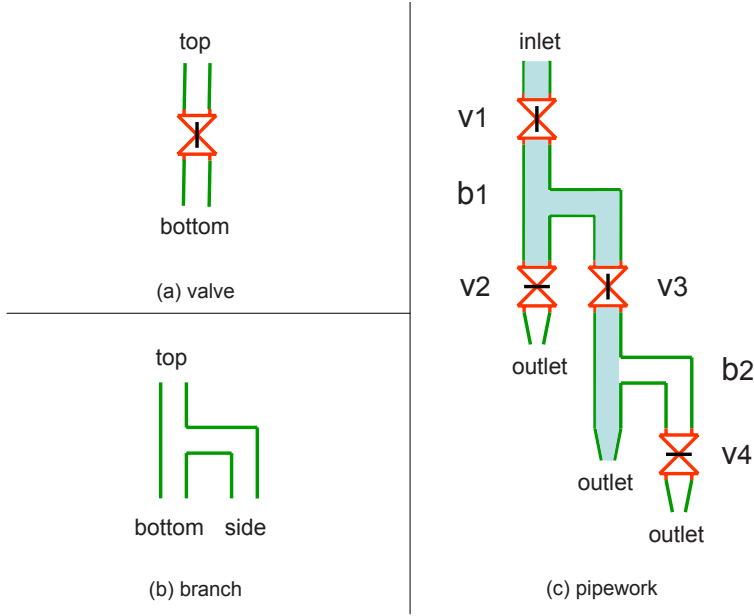 top
bottom
(a) valve
top
bottom side
(b) branch
inlet
v1
b1
v2
v3
outlet
b2
v4
outlet
outlet
(c) pipework